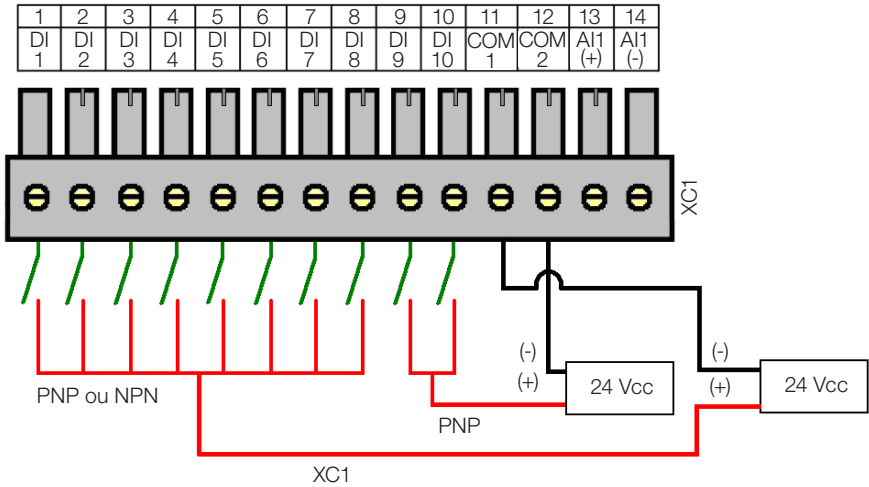 1 2 3 4 5 6 7 8 9 10 11 12 13 14
DI DI DI DI DI DI DI DI DI DI COM COM AI1 AI1
1 2 3 4 5 6 7 8 9 10 1 2 (+) (-)
XC1
(-) (-)
(+) 24 Vcc (+) 24 Vcc
PNP ou NPN
PNP
XC1